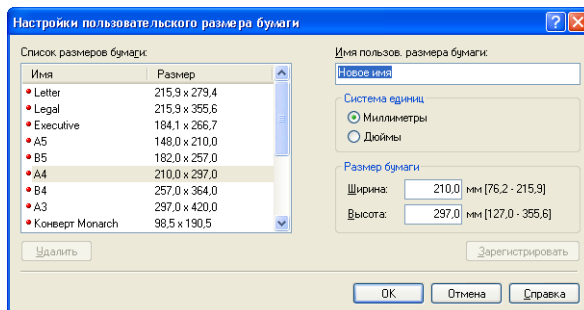 Настройки пользовательского размера бумаги
Список размеров бумаги:
Имя Размер
Letter 215,9 x 279,4
Legal 215,9 x 355,6
Executive 184,1 x 266,7
A5 148,0 x 210,0
B5 182,0 x 257,0
A4 210,0 x 297,0
B4 257,0 x 364,0
A3 297,0 x 420,0
Конверт Monarch 98,5 x 190,5
Удалить
Имя пользов. размера бумаги:
Новое имя
Система единиц
Миллиметры
Дюймы
Размер бумаги
Ширина: 210,0 мм [76,2 - 215,9]
Высота: 297,0 мм [127,0 - 355,6]
Зарегистрировать
OK Отмена Справка